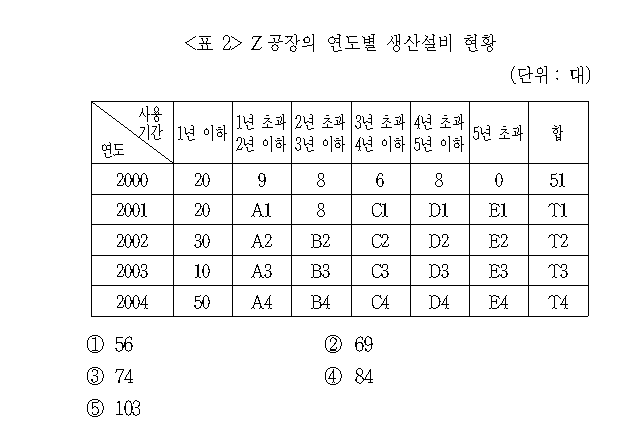 <표 2> Z공장의 연도별 생산설비 현황
(단위 : 대)
사용기간 연도 1년 이하 1년 초과 2년 이하 2년 초과 3년 이하 3년 초과 4년 이하 4년 초과 5년 이하 5년 초과 합
2000 20 9 8 6 8 0 51
2001 20 A1 8 C1 D1 E1 T1
2002 30 A2 B2 C2 D2 E2 T2
2003 10 A3 B3 C3 D3 E3 T3
2004 50 A4 B4 C4 D4 E4 T4
① 56 ② 69
③ 74 ④ 84
⑤ 103